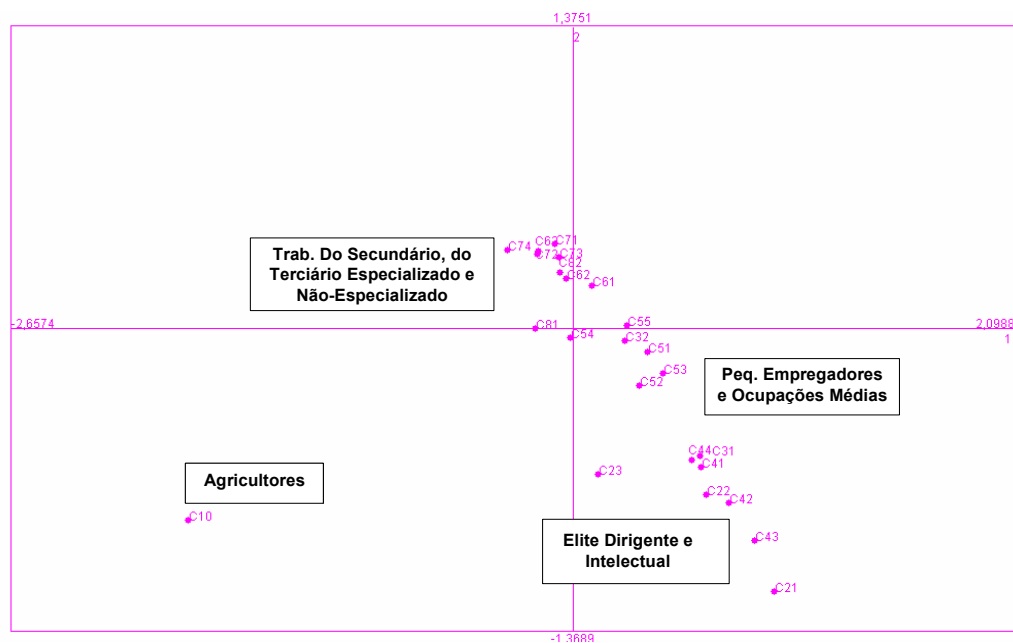 1,3751
2
C74
C63
C71
C72
C73
C82
C62
C61
Trab. Do Secundário, do
Terciário Especializado e
Não-Especializado
-2,6574
C81
C54
C55
C32
2,0988
1
C51
C53
C52
Peq. Empregadores
e Ocupações Médias
C44
C31
C41
C23
C22
C42
Agricultores
C10
Elite Dirigente e
Intelectual
C43
C21
-1,3689